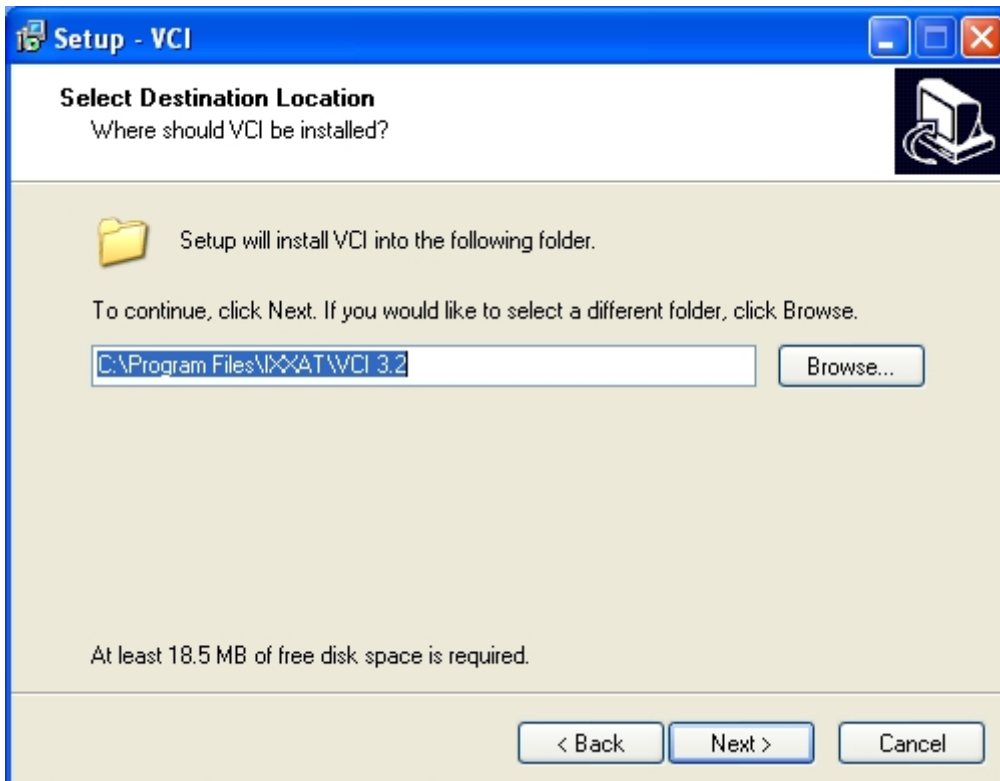 Setup - VCI
Select Destination Location
Where should VCI be installed?
Setup will install VCI into the following folder.
To continue, click Next. If you would like to select a different folder, click Browse.
C:\Program Files\IXXAT\VCI 3.2
Browse...
At least 18.5 MB of free disk space is required.
< Back
Next >
Cancel